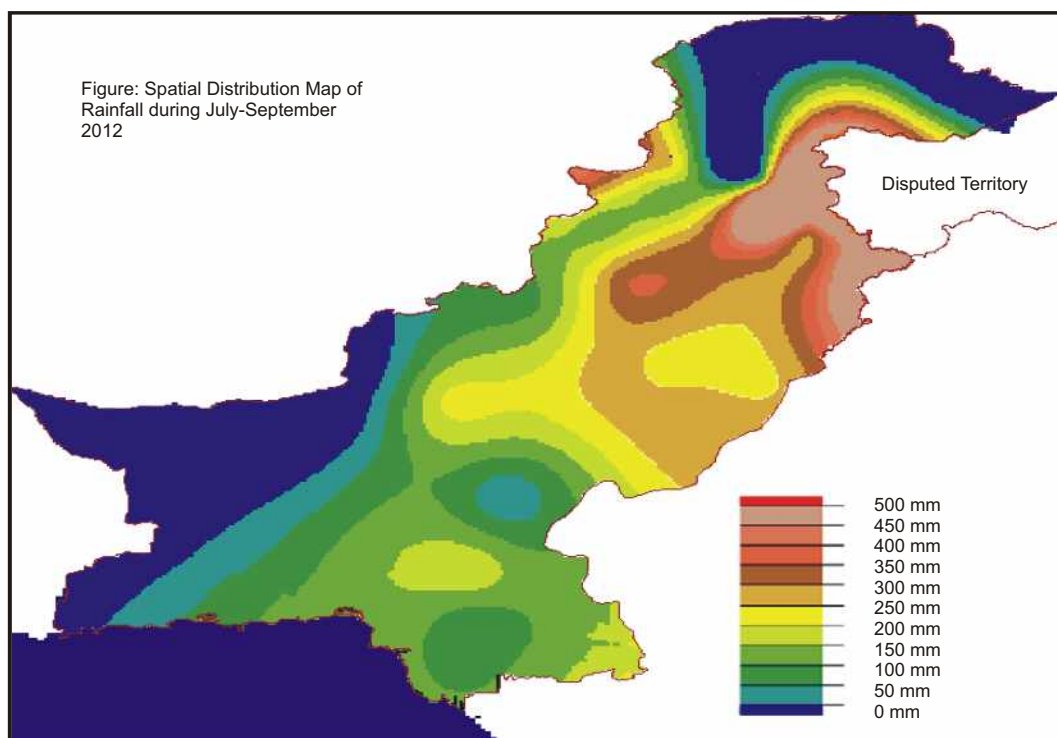 Figure: Spatial Distribution Map of
Rainfall during July-September
2012
Disputed Territory
500 mm
450 mm
400 mm
350 mm
300 mm
250 mm
200 mm
150 mm
100 mm
50 mm
0 mm